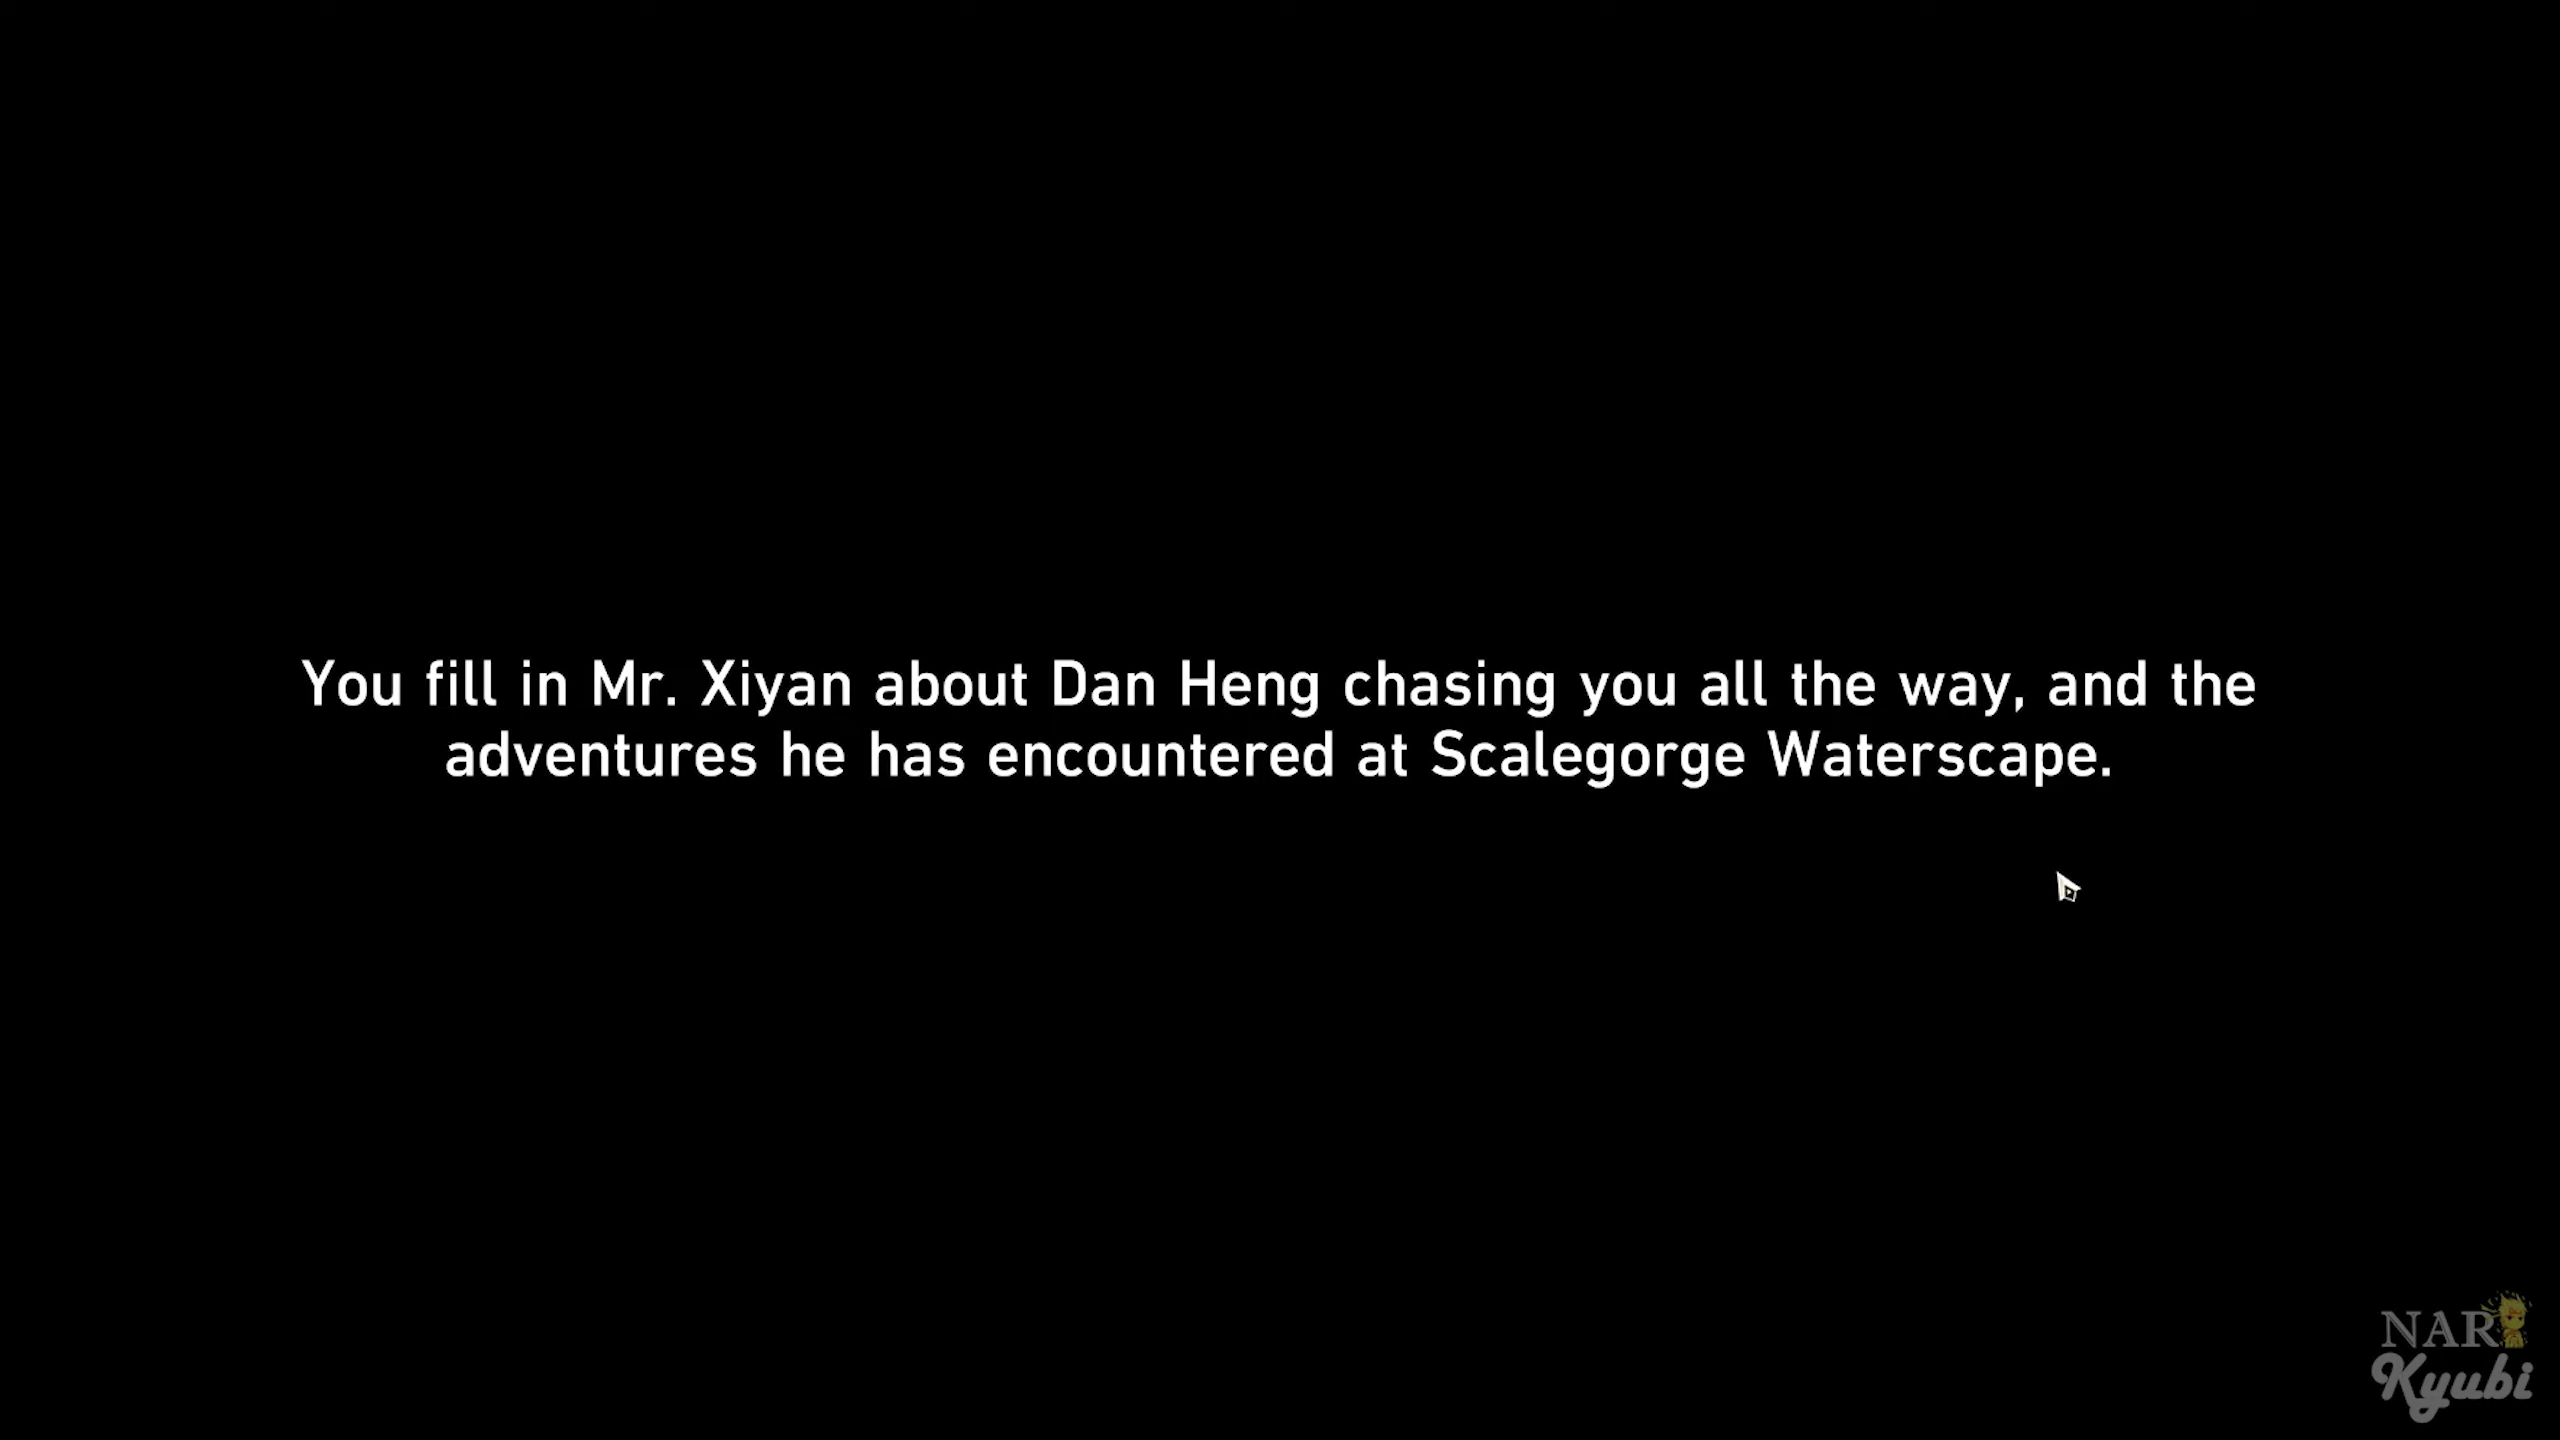 You fill in Mr. Xiyan about Dan Heng chasing you all the way, and the
adventures he has encountered at Scalegorge Waterscape.
NAR
Kyubi